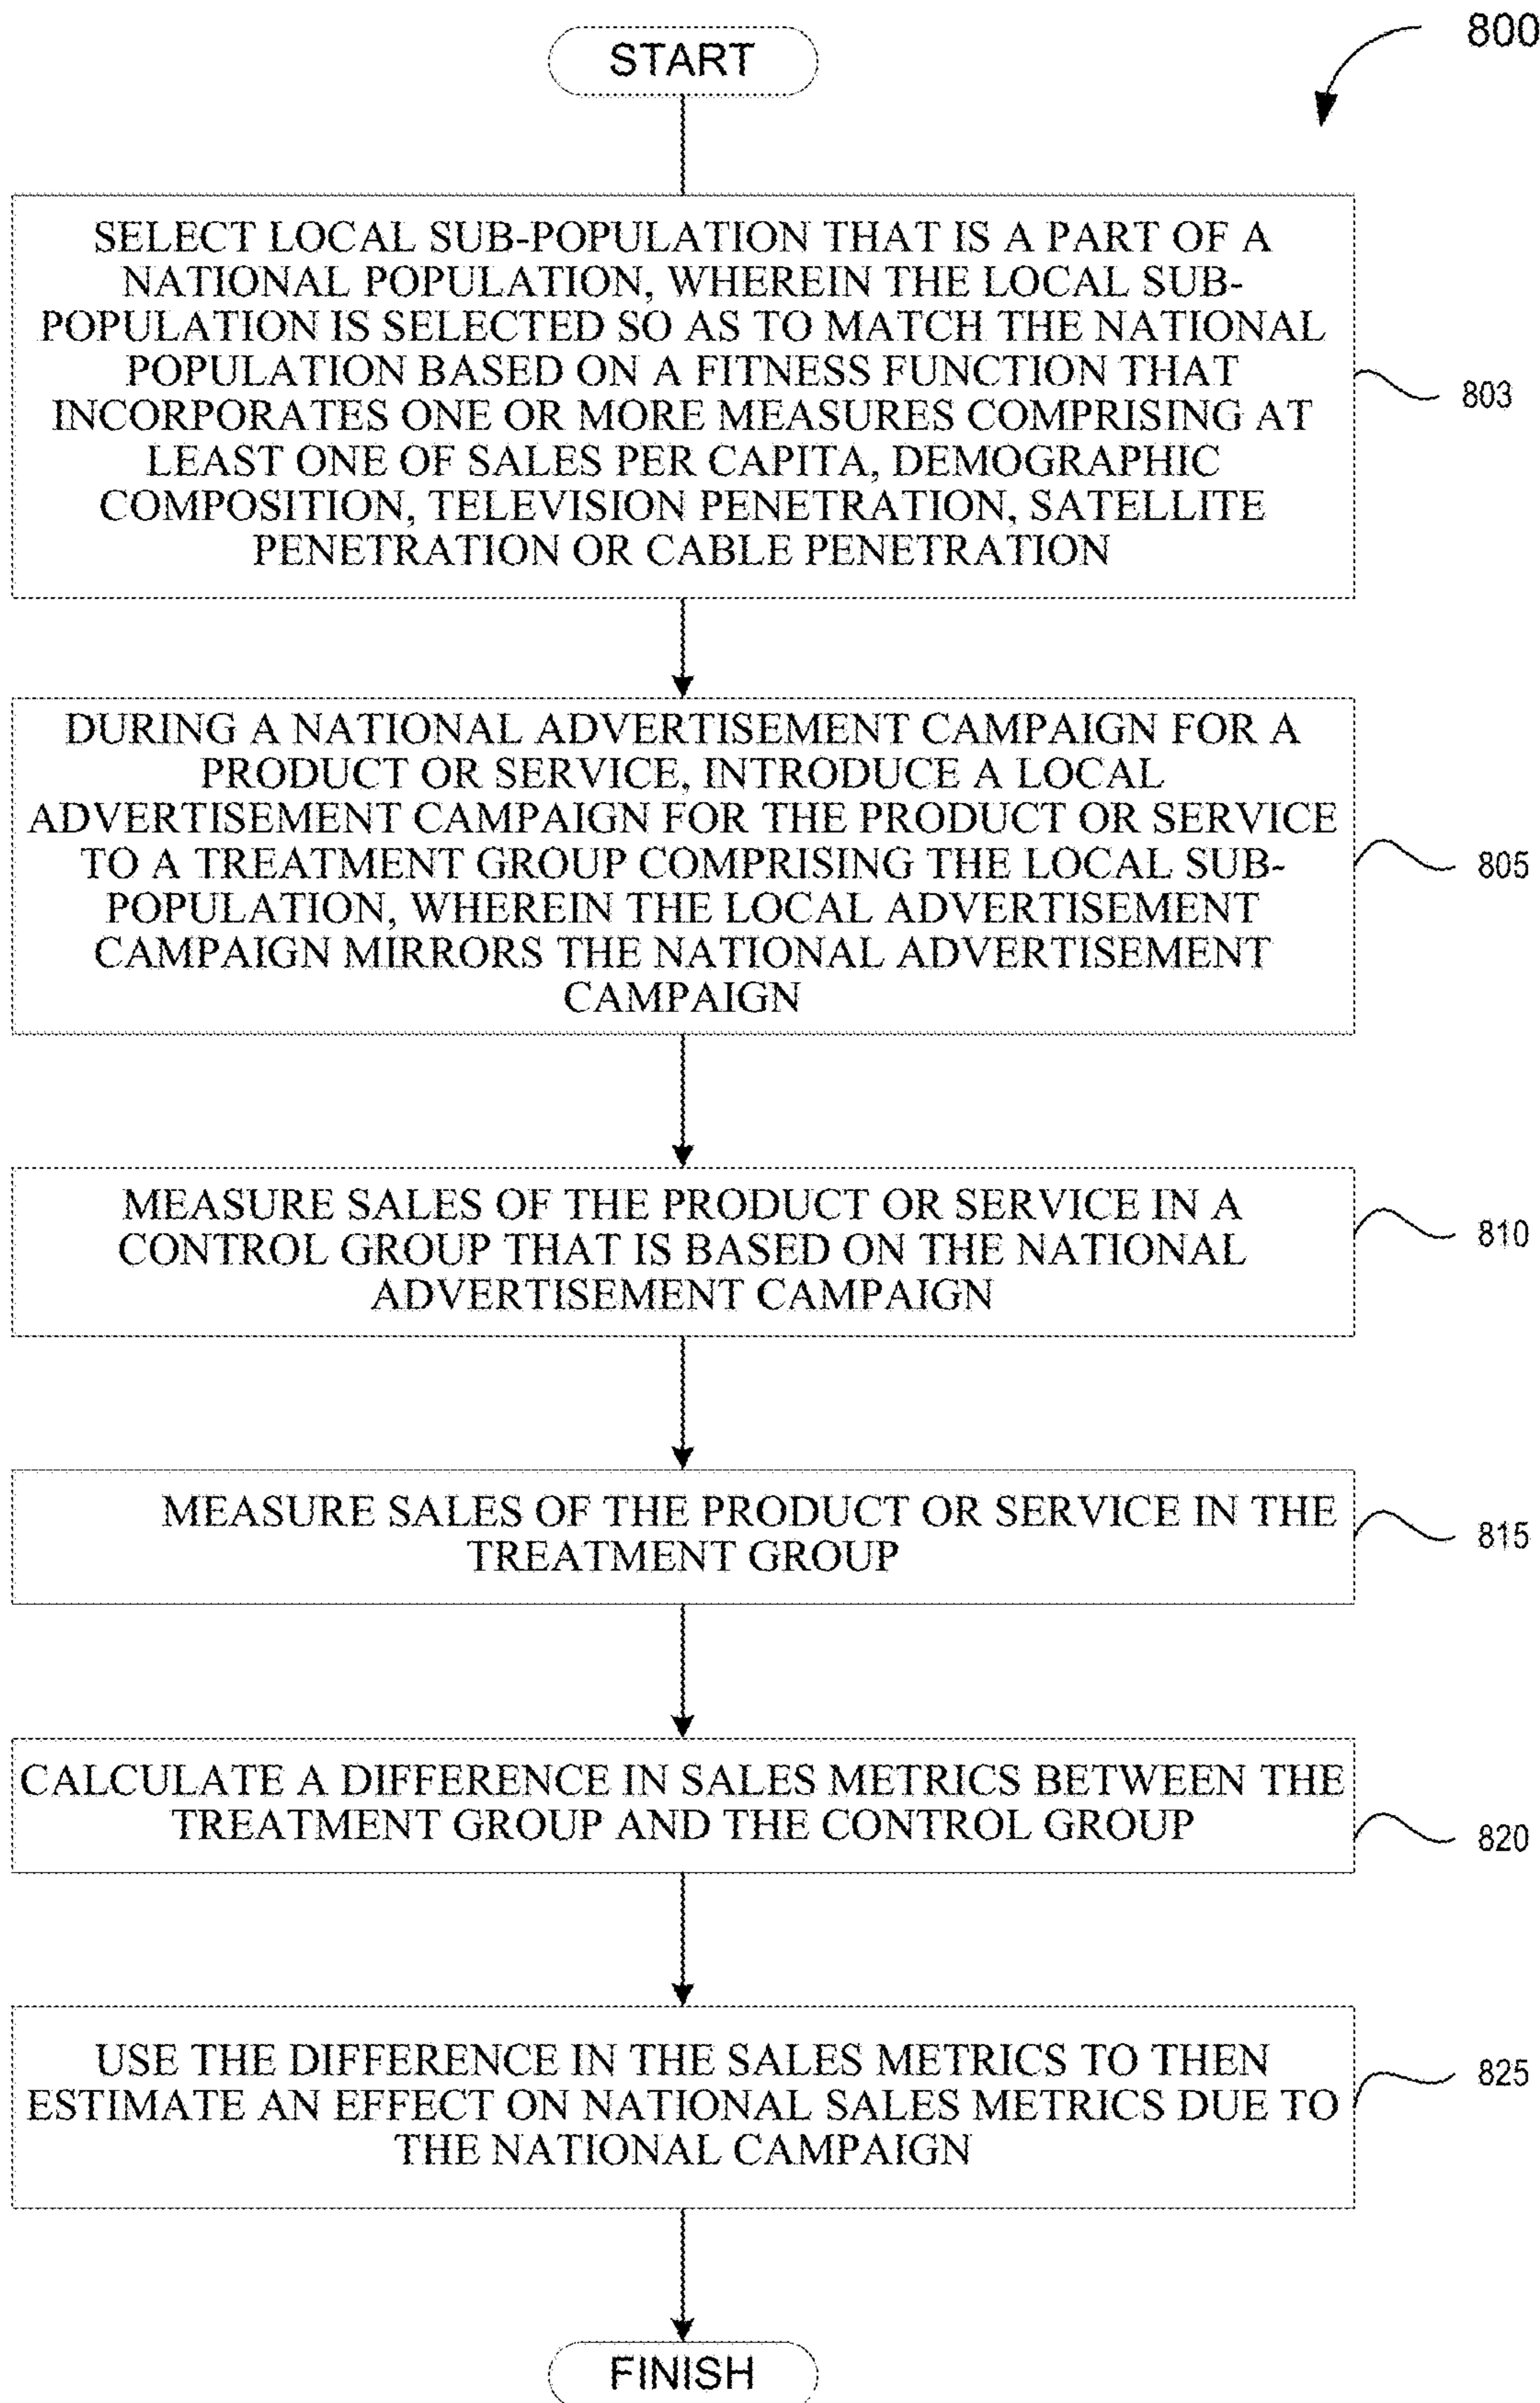 800
START
SELECT LOCAL SUB-POPULATION THAT IS A PART OF A
NATIONAL POPULATION, WHEREIN THE LOCAL SUB-
POPULATION IS SELECTED SO AS TO MATCH THE NATIONAL
POPULATION BASED ON A FITNESS FUNCTION THAT
INCORPORATES ONE OR MORE MEASURES COMPRISING AT
LEAST ONE OF SALES PER CAPITA, DEMOGRAPHIC
COMPOSITION, TELEVISION PENETRATION, SATELLITE
PENETRATION OR CABLE PENETRATION
803
DURING A NATIONAL ADVERTISEMENT CAMPAIGN FOR A
PRODUCT OR SERVICE, INTRODUCE A LOCAL
ADVERTISEMENT CAMPAIGN FOR THE PRODUCT OR SERVICE
TO A TREATMENT GROUP COMPRISING THE LOCAL SUB-
POPULATION, WHEREIN THE LOCAL ADVERTISEMENT
CAMPAIGN MIRRORS THE NATIONAL ADVERTISEMENT
CAMPAIGN
805
MEASURE SALES OF THE PRODUCT OR SERVICE IN A
CONTROL GROUP THAT IS BASED ON THE NATIONAL
ADVERTISEMENT CAMPAIGN
810
MEASURE SALES OF THE PRODUCT OR SERVICE IN THE
TREATMENT GROUP
815
CALCULATE A DIFFERENCE IN SALES METRICS BETWEEN THE
TREATMENT GROUP AND THE CONTROL GROUP
820
USE THE DIFFERENCE IN THE SALES METRICS TO THEN
ESTIMATE AN EFFECT ON NATIONAL SALES METRICS DUE TO
THE NATIONAL CAMPAIGN
825
FINISH